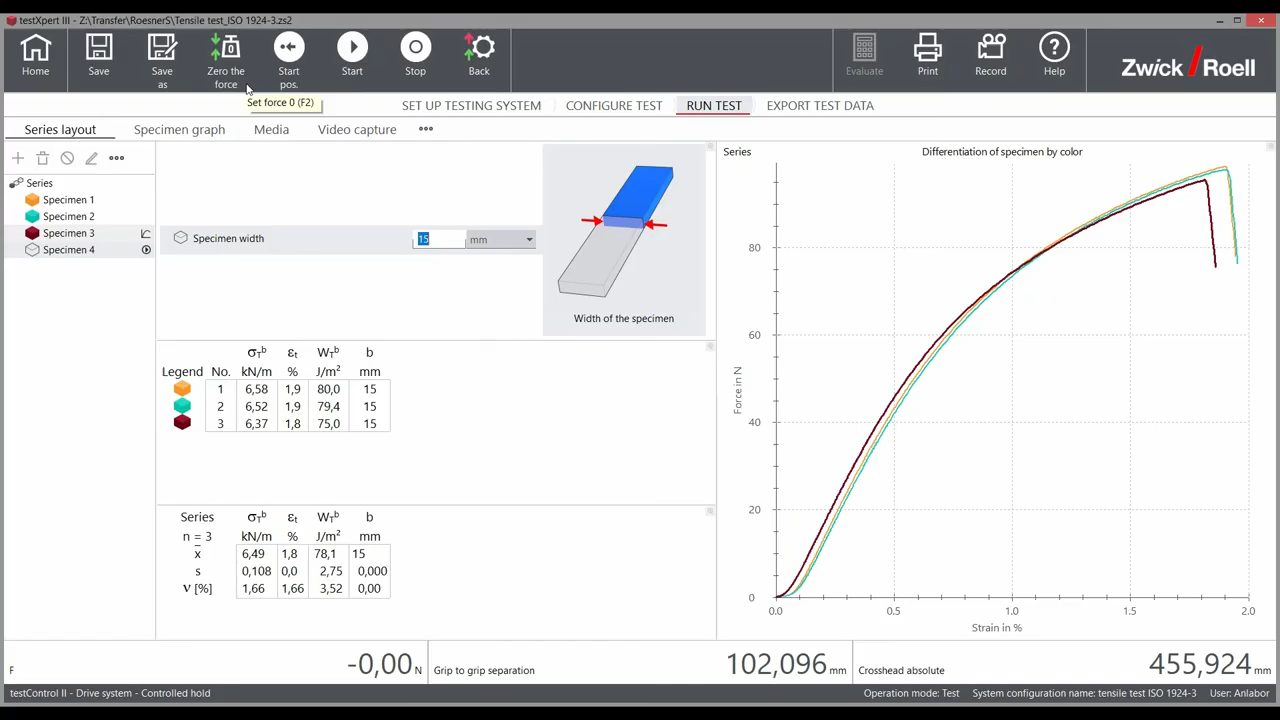 testXpert III - Z:\Transfer\RoesnerS\Tensile test_ISO 1924-3.zs2
Home
Save
Save as
Zero the force
Start pos.
Start
Stop
Back
Evaluate
Print
Record
Help
Zwick / Roell
Set force 0 (F2)
SET UP TESTING SYSTEM
CONFIGURE TEST
RUN TEST
EXPORT TEST DATA
Series layout
Specimen graph
Media
Video capture
Series
Specimen 1
Specimen 2
Specimen 3
Specimen 4
Specimen width 15 mm
Width of the specimen
σTᵇ εt WTᵇ b
Legend No. kN/m % J/m² mm
1 6,58 1,9 80,0 15
2 6,52 1,9 79,4 15
3 6,37 1,8 75,0 15
Series σTᵇ εt WTᵇ b
n = 3 kN/m % J/m² mm
x̄ 6,49 1,8 78,1 15
s 0,108 0,0 2,75 0,000
ν [%] 1,66 1,66 3,52 0,00
Series
Differentiation of specimen by color
Force in N
80
60
40
20
0
0.0 0.5 1.0 1.5 2.0
Strain in %
F -0,00 N
Grip to grip separation 102,096 mm
Crosshead absolute 455,924 mm
testControl II - Drive system - Controlled hold
Operation mode: Test
System configuration name: tensile test ISO 1924-3
User: Anlabor